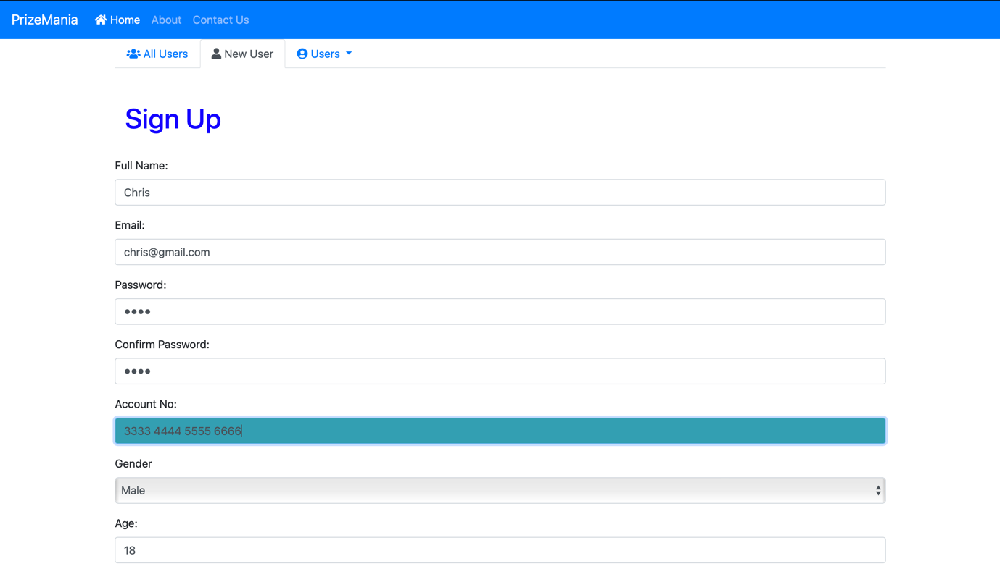 PrizeMania Home About Contact Us
All Users New User Users
Sign Up
Full Name:
Chris
Email:
chris@gmail.com
Password:
••••
Confirm Password:
••••
Account No:
3333 4444 5555 6666
Gender
Male
Age:
18